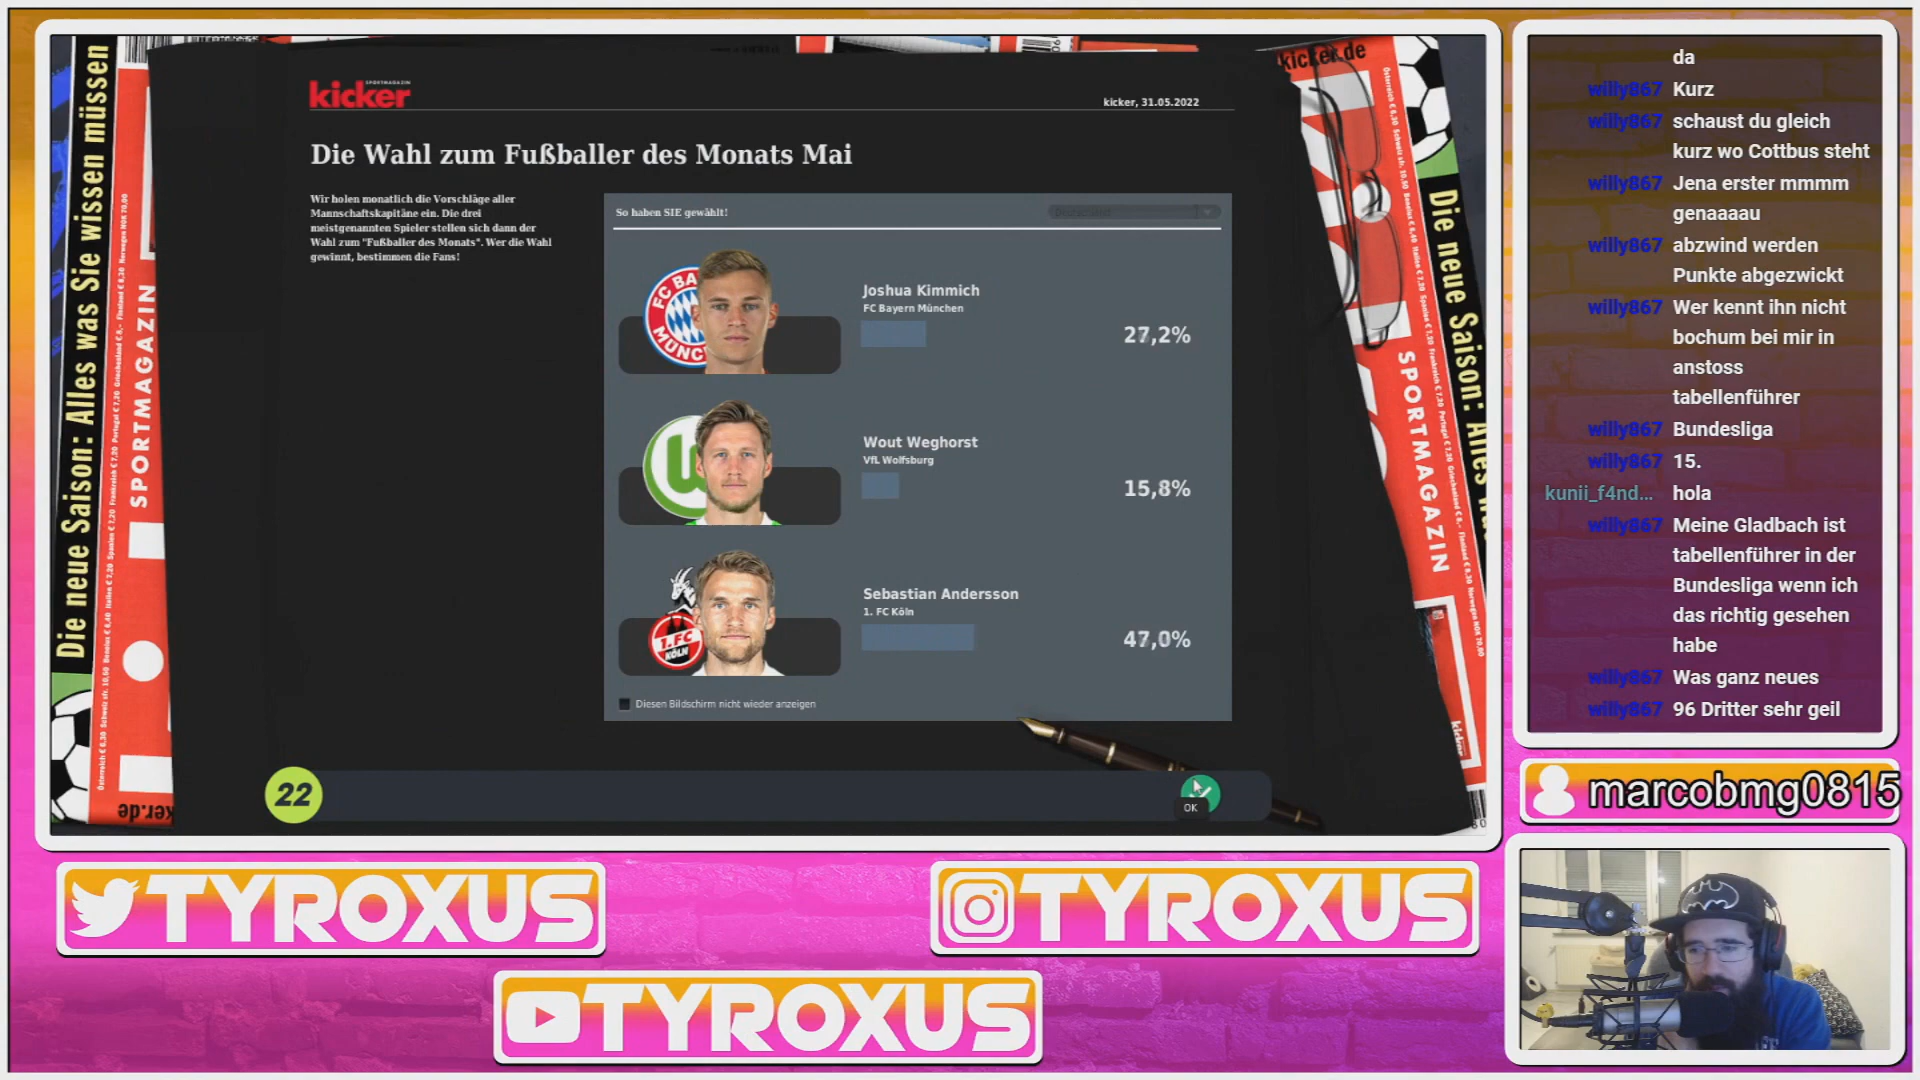 Die neue Saison: Alles was Sie wissen müssen
SPORTMAGAZIN
kicker.de
kicker
SPORTMAGAZIN
kicker, 31.05.2022
Die Wahl zum Fußballer des Monats Mai
Wir holen monatlich die Vorschläge aller
Mannschaftskapitäne ein. Die drei
meistgenannten Spieler stellen sich dann der
Wahl zum "Fußballer des Monats". Wer die Wahl
gewinnt, bestimmen die Fans!
So haben SIE gewählt!
Deutschland
Joshua Kimmich
FC Bayern München
27,2%
Wout Weghorst
VfL Wolfsburg
15,8%
1.FC
KÖLN
Sebastian Andersson
1. FC Köln
47,0%
Diesen Bildschirm nicht wieder anzeigen
22
OK
kicker.de
Die neue Saison: Alles
SPORTMAGAZIN
kicker
da
willy867 Kurz
willy867 schaust du gleich
kurz wo Cottbus steht
willy867 Jena erster mmmm
genaaaau
willy867 abzwind werden
Punkte abgezwickt
willy867 Wer kennt ihn nicht
bochum bei mir in
anstoss
tabellenführer
willy867 Bundesliga
willy867 15.
kunii_f4nd... hola
willy867 Meine Gladbach ist
tabellenführer in der
Bundesliga wenn ich
das richtig gesehen
habe
willy867 Was ganz neues
willy867 96 Dritter sehr geil
marcobmg0815
TYROXUS
TYROXUS
TYROXUS